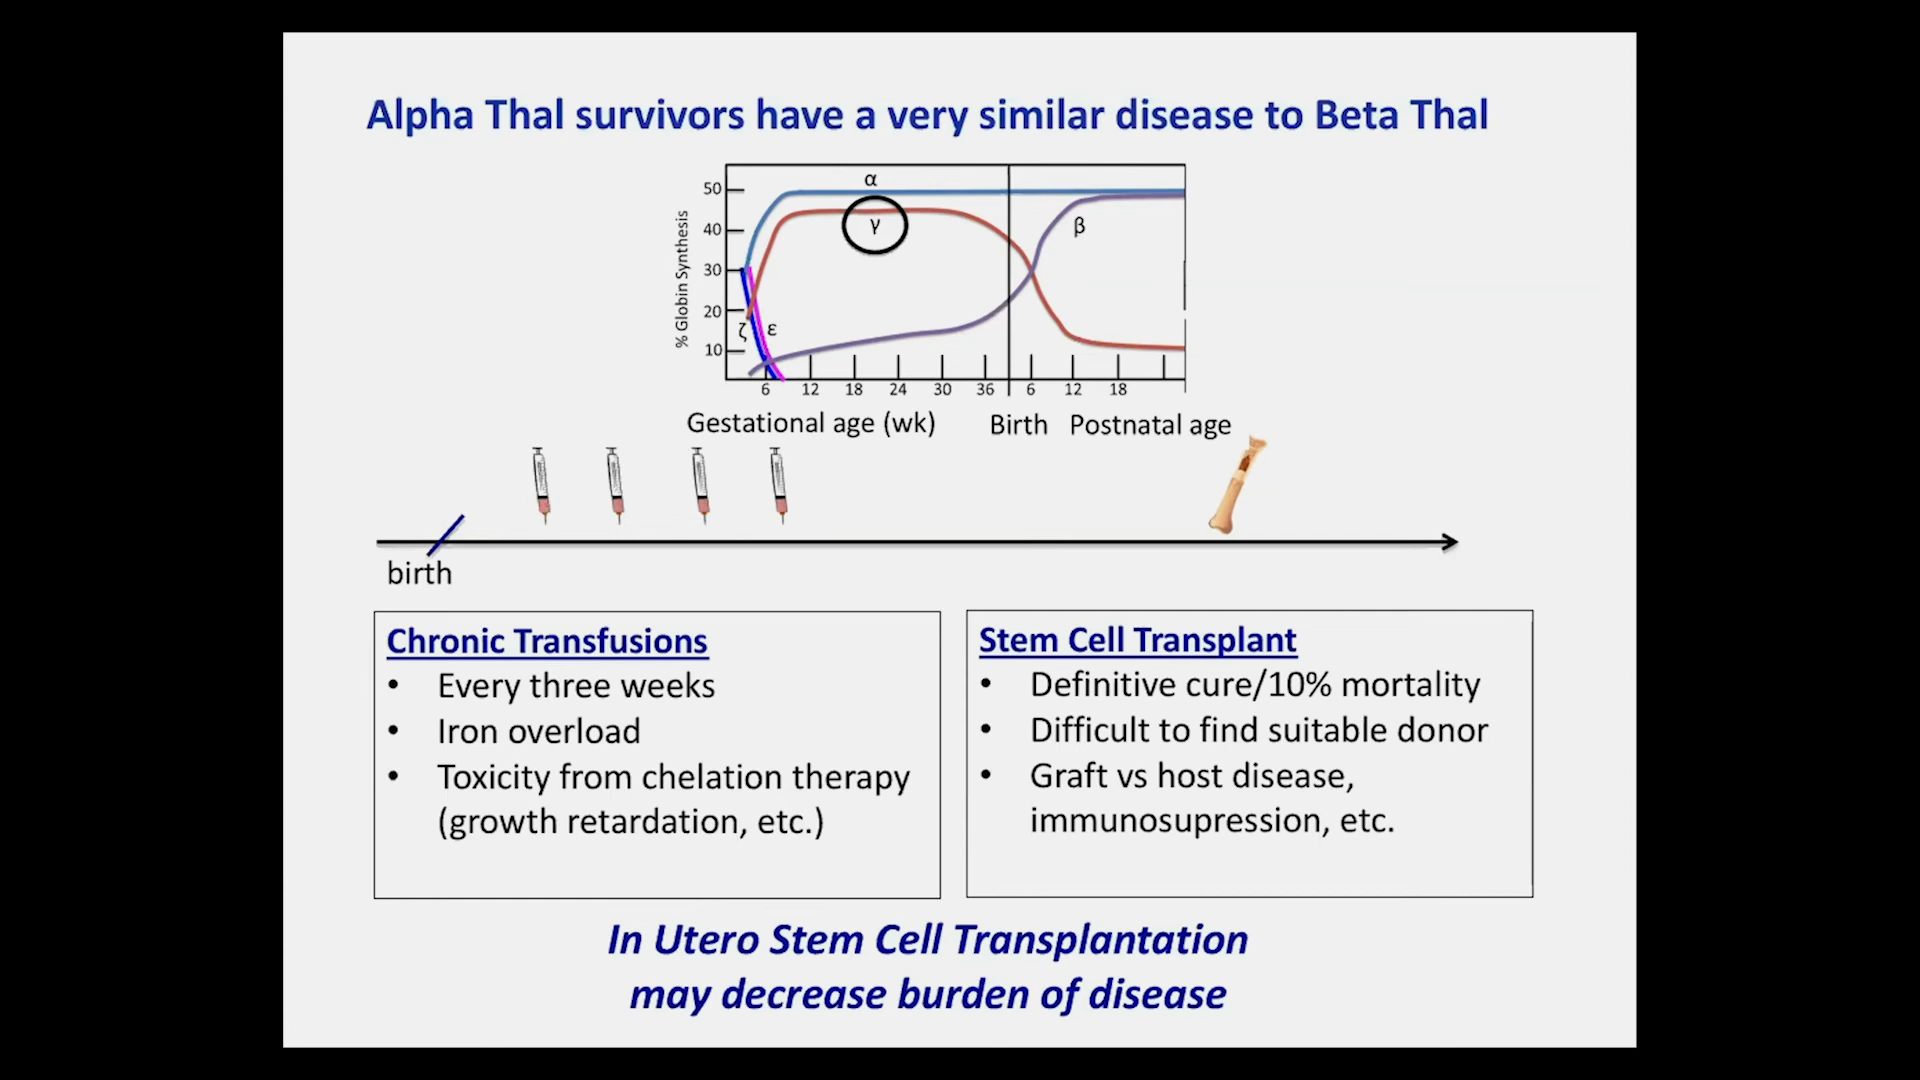 Alpha Thal survivors have a very similar disease to Beta Thal
% Globin Synthesis
50
40
30
20
10
α
γ
β
ζ
ε
6 12 18 24 30 36 6 12 18
Gestational age (wk) Birth Postnatal age
birth
Chronic Transfusions
• Every three weeks
• Iron overload
• Toxicity from chelation therapy
(growth retardation, etc.)
Stem Cell Transplant
• Definitive cure/10% mortality
• Difficult to find suitable donor
• Graft vs host disease,
immunosupression, etc.
In Utero Stem Cell Transplantation
may decrease burden of disease